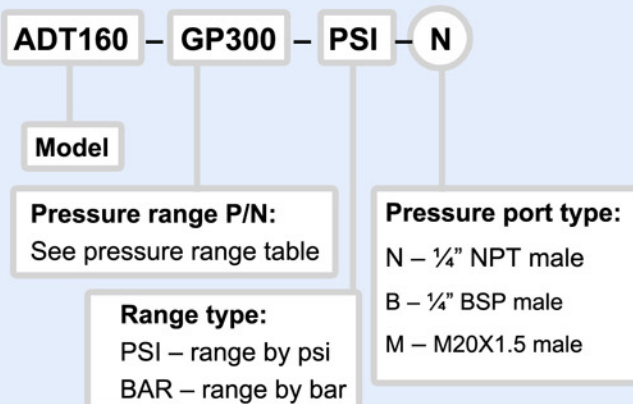 ADT160 – GP300 – PSI – N
Model
Pressure range P/N:
See pressure range table
Range type:
PSI – range by psi
BAR – range by bar
Pressure port type:
N – ¼” NPT male
B – ¼” BSP male
M – M20X1.5 male